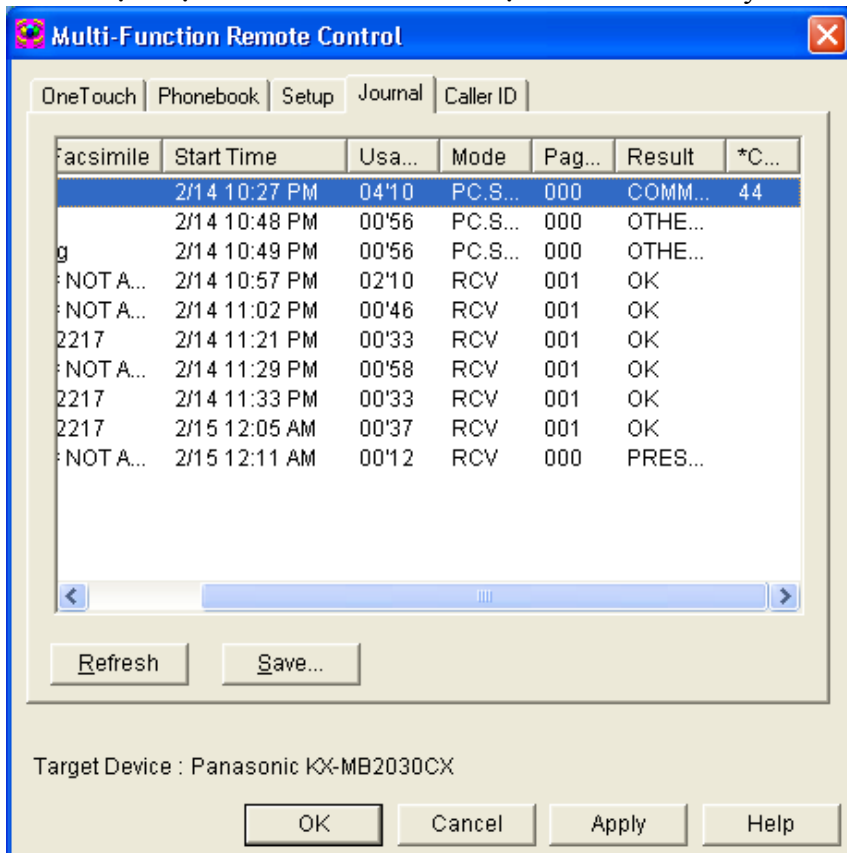 Multi-Function Remote Control
OneTouch Phonebook Setup Journal Caller ID
Facsimile Start Time Usa... Mode Pag... Result *C...
2/14 10:27 PM 04'10 PC.S... 000 COMM... 44
2/14 10:48 PM 00'56 PC.S... 000 OTHE...
g 2/14 10:49 PM 00'56 PC.S... 000 OTHE...
NOT A... 2/14 10:57 PM 02'10 RCV 001 OK
NOT A... 2/14 11:02 PM 00'46 RCV 001 OK
2217 2/14 11:21 PM 00'33 RCV 001 OK
NOT A... 2/14 11:29 PM 00'58 RCV 001 OK
2217 2/14 11:33 PM 00'33 RCV 001 OK
2217 2/15 12:05 AM 00'37 RCV 001 OK
NOT A... 2/15 12:11 AM 00'12 RCV 000 PRES...
Refresh Save...
Target Device : Panasonic KX-MB2030CX
OK Cancel Apply Help